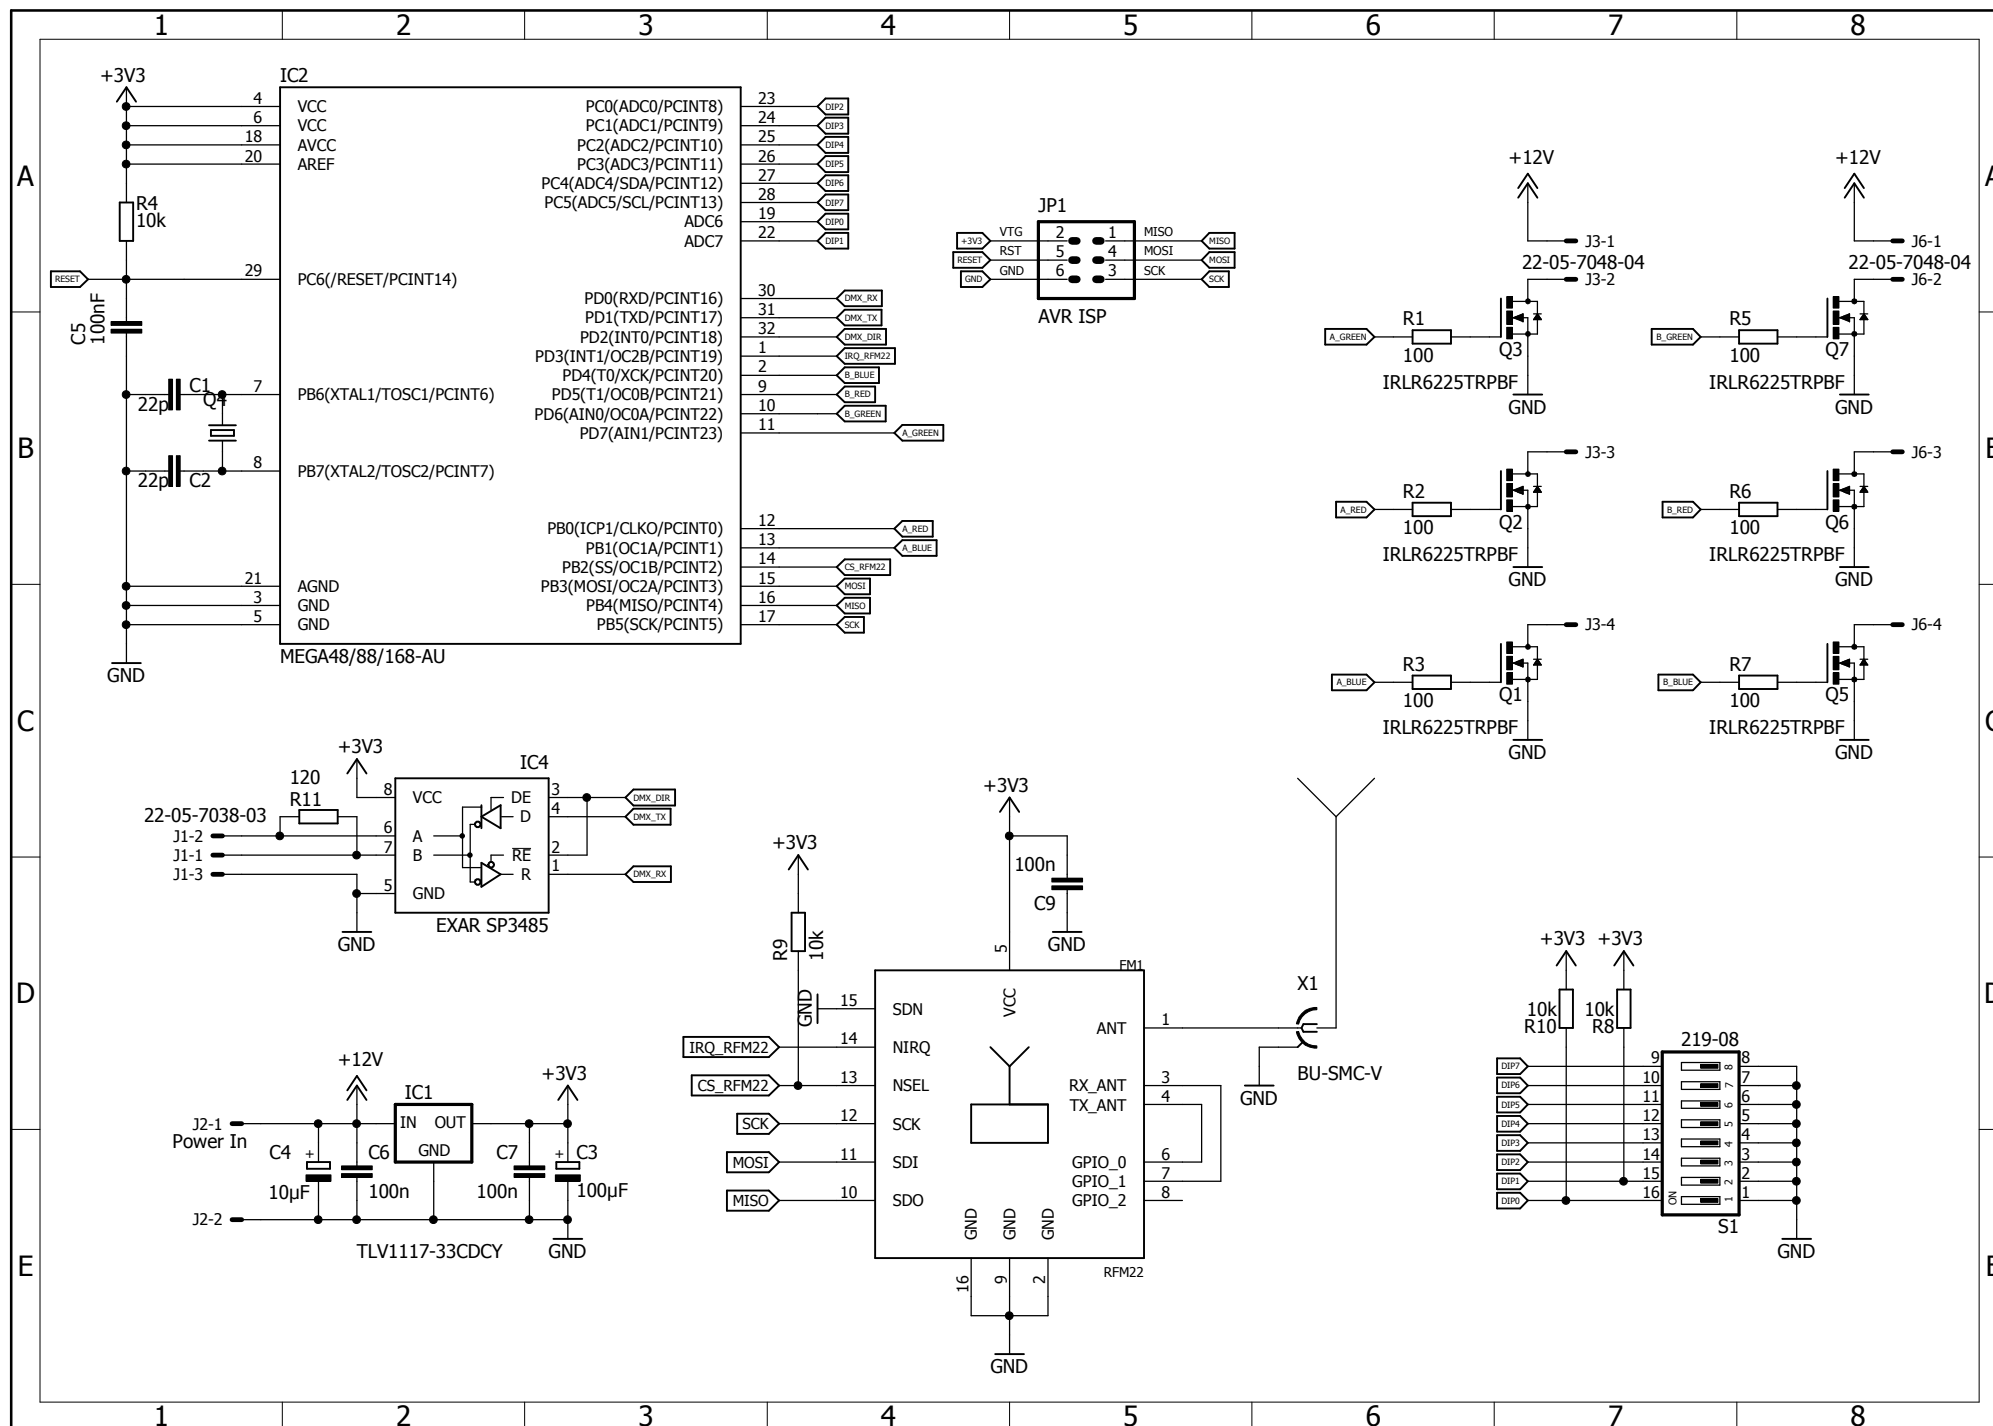 1 2 3 4 5 6 7 8
A
B
C
D
E
+3V3
IC2
4 VCC
6 VCC
18 AVCC
20 AREF
R4
10k
RESET
29 PC6(/RESET/PCINT14)
C5
100nF
C1
22p
Q4
7 PB6(XTAL1/TOSC1/PCINT6)
8 PB7(XTAL2/TOSC2/PCINT7)
22p C2
21 AGND
3 GND
5 GND
GND
MEGA48/88/168-AU
PC0(ADC0/PCINT8) 23 DIP2
PC1(ADC1/PCINT9) 24 DIP3
PC2(ADC2/PCINT10) 25 DIP4
PC3(ADC3/PCINT11) 26 DIP5
PC4(ADC4/SDA/PCINT12) 27 DIP6
PC5(ADC5/SCL/PCINT13) 28 DIP7
ADC6 19 DIP0
ADC7 22 DIP1
PD0(RXD/PCINT16) 30 DMX_RX
PD1(TXD/PCINT17) 31 DMX_TX
PD2(INT0/PCINT18) 32 DMX_DIR
PD3(INT1/OC2B/PCINT19) 1 IRQ_RFM22
PD4(T0/XCK/PCINT20) 2 B_BLUE
PD5(T1/OC0B/PCINT21) 9 B_RED
PD6(AIN0/OC0A/PCINT22) 10 B_GREEN
PD7(AIN1/PCINT23) 11 A_GREEN
PB0(ICP1/CLKO/PCINT0) 12 A_RED
PB1(OC1A/PCINT1) 13 A_BLUE
PB2(SS/OC1B/PCINT2) 14 CS_RFM22
PB3(MOSI/OC2A/PCINT3) 15 MOSI
PB4(MISO/PCINT4) 16 MISO
PB5(SCK/PCINT5) 17 SCK
JP1
+3V3 VTG 2 1 MISO MISO
RESET RST 5 4 MOSI MOSI
GND GND 6 3 SCK SCK
AVR ISP
+12V
J3-1
22-05-7048-04
J3-2
A_GREEN R1 100 Q3
IRLR6225TRPBF
GND
J3-3
A_RED R2 100 Q2
IRLR6225TRPBF
GND
J3-4
A_BLUE R3 100 Q1
IRLR6225TRPBF
GND
+12V
J6-1
22-05-7048-04
J6-2
B_GREEN R5 100 Q7
IRLR6225TRPBF
GND
J6-3
B_RED R6 100 Q6
IRLR6225TRPBF
GND
J6-4
B_BLUE R7 100 Q5
IRLR6225TRPBF
GND
+3V3
IC4
120
R11
22-05-7038-03
J1-2
J1-1
J1-3
8 VCC
6 A
7 B
5 GND
DE 3 DMX_DIR
D 4 DMX_TX
RE 2
R 1 DMX_RX
GND
EXAR SP3485
+12V
IC1
+3V3
J2-1
Power In
IN OUT
GND
C4 + 10µF
C6 100n
C7 100n
+ C3 100µF
J2-2
TLV1117-33CDCY
GND
+3V3
R9
10k
+3V3
100n
C9
GND
5
FM1
VCC
GND 15 SDN
IRQ_RFM22 14 NIRQ
CS_RFM22 13 NSEL
SCK 12 SCK
MOSI 11 SDI
MISO 10 SDO
ANT 1
RX_ANT 3
TX_ANT 4
GPIO_0 6
GPIO_1 7
GPIO_2 8
GND GND GND
16 9 2
RFM22
GND
X1
BU-SMC-V
GND
+3V3 +3V3
10k R10
10k R8
219-08
DIP7 9 8 8
DIP6 10 7 7
DIP5 11 6 6
DIP4 12 5 5
DIP3 13 4 4
DIP2 14 3 3
DIP1 15 2 2
DIP0 16 ON 1 1
S1
GND
A
B
C
D
E
1 2 3 4 5 6 7 8